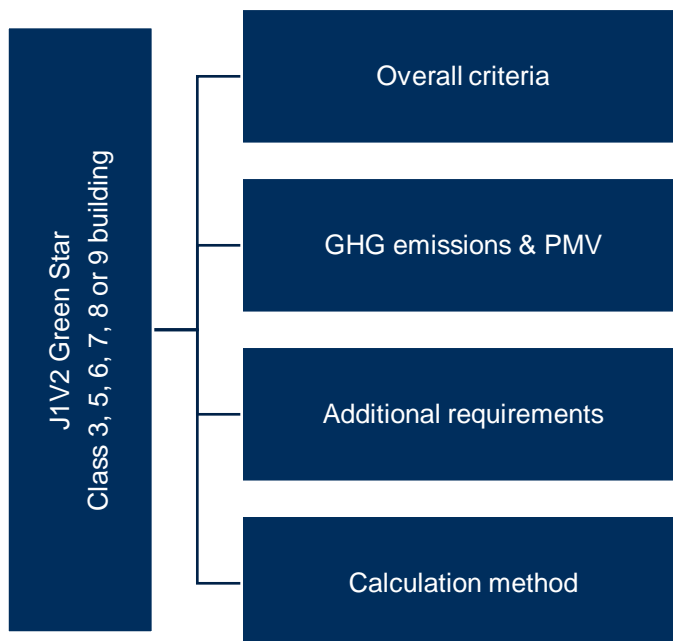 J1V2 Green Star
Class 3, 5, 6, 7, 8 or 9 building
Overall criteria
GHG emissions & PMV
Additional requirements
Calculation method